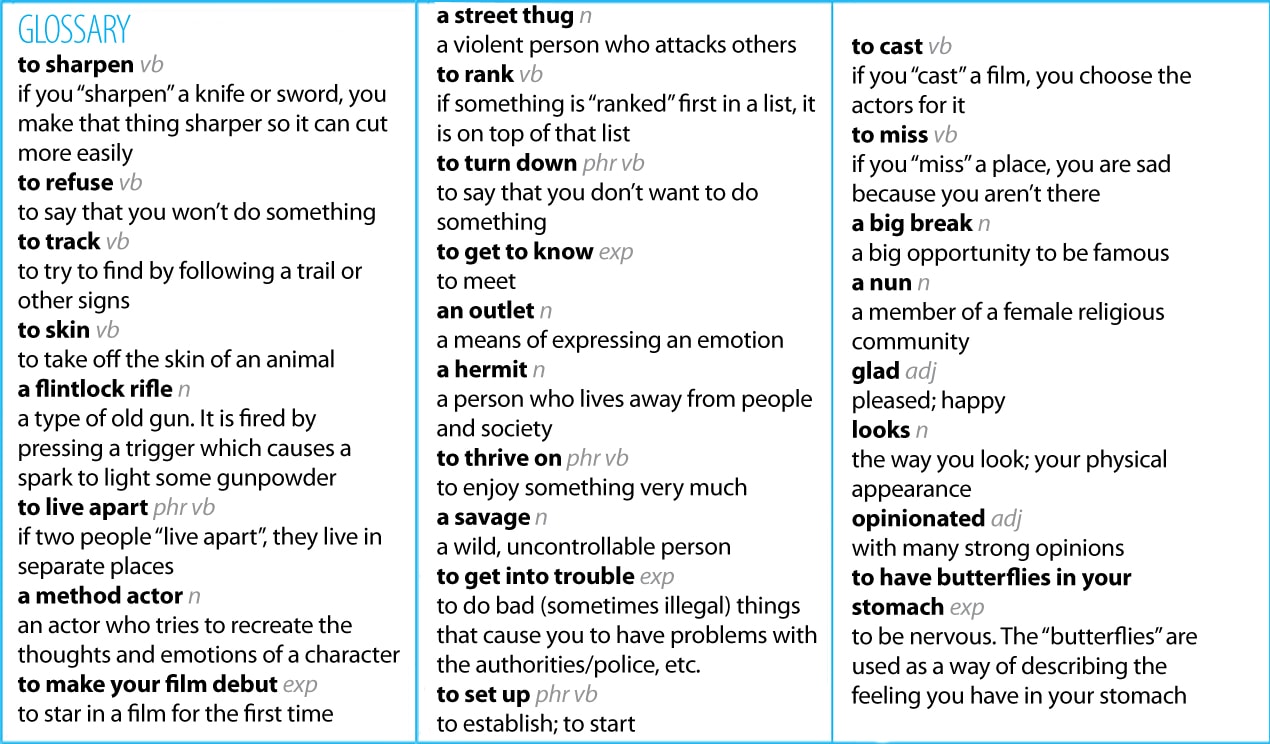 GLOSSARY
to sharpen vb
if you “sharpen” a knife or sword, you
make that thing sharper so it can cut
more easily
to refuse vb
to say that you won’t do something
to track vb
to try to find by following a trail or
other signs
to skin vb
to take off the skin of an animal
a flintlock rifle n
a type of old gun. It is fired by
pressing a trigger which causes a
spark to light some gunpowder
to live apart phr vb
if two people “live apart”, they live in
separate places
a method actor n
an actor who tries to recreate the
thoughts and emotions of a character
to make your film debut exp
to star in a film for the first time
a street thug n
a violent person who attacks others
to rank vb
if something is “ranked” first in a list, it
is on top of that list
to turn down phr vb
to say that you don’t want to do
something
to get to know exp
to meet
an outlet n
a means of expressing an emotion
a hermit n
a person who lives away from people
and society
to thrive on phr vb
to enjoy something very much
a savage n
a wild, uncontrollable person
to get into trouble exp
to do bad (sometimes illegal) things
that cause you to have problems with
the authorities/police, etc.
to set up phr vb
to establish; to start
to cast vb
if you “cast” a film, you choose the
actors for it
to miss vb
if you “miss” a place, you are sad
because you aren’t there
a big break n
a big opportunity to be famous
a nun n
a member of a female religious
community
glad adj
pleased; happy
looks n
the way you look; your physical
appearance
opinionated adj
with many strong opinions
to have butterflies in your
stomach exp
to be nervous. The “butterflies” are
used as a way of describing the
feeling you have in your stomach